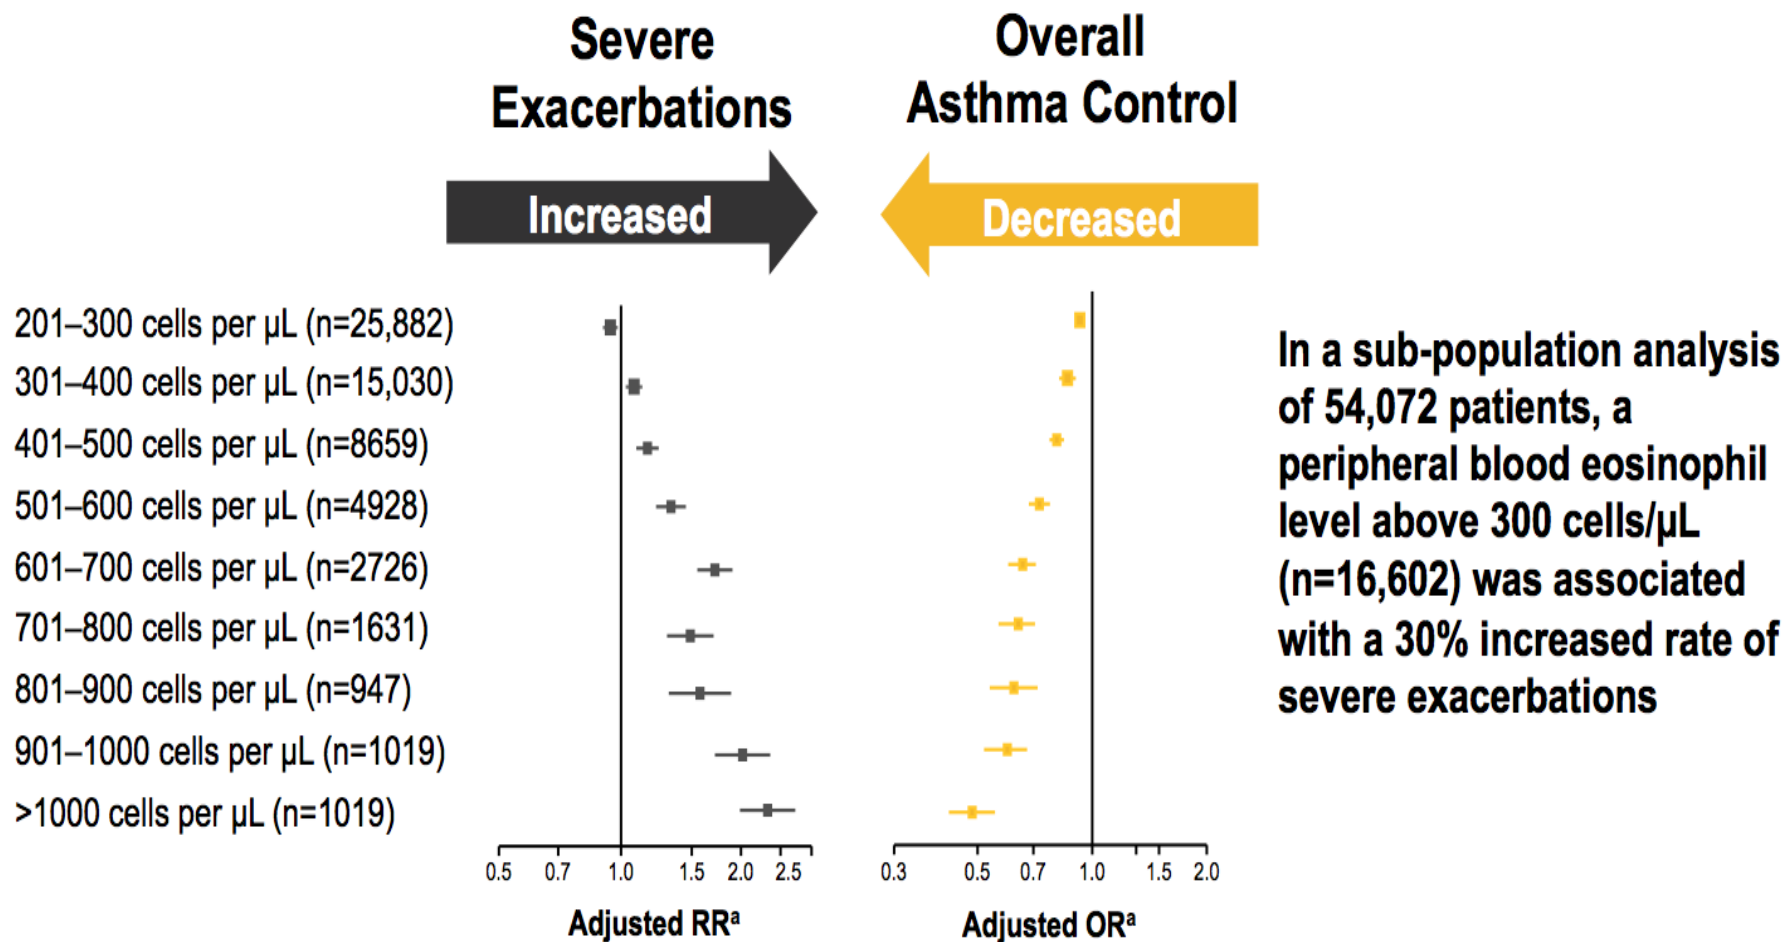 Severe
Exacerbations
Overall
Asthma Control
Increased
Decreased
201–300 cells per µL (n=25,882)
301–400 cells per µL (n=15,030)
401–500 cells per µL (n=8659)
501–600 cells per µL (n=4928)
601–700 cells per µL (n=2726)
701–800 cells per µL (n=1631)
801–900 cells per µL (n=947)
901–1000 cells per µL (n=1019)
>1000 cells per µL (n=1019)
0.5 0.7 1.0 1.5 2.0 2.5
Adjusted RRª
0.3 0.5 0.7 1.0 1.5 2.0
Adjusted ORª
In a sub-population analysis
of 54,072 patients, a
peripheral blood eosinophil
level above 300 cells/µL
(n=16,602) was associated
with a 30% increased rate of
severe exacerbations